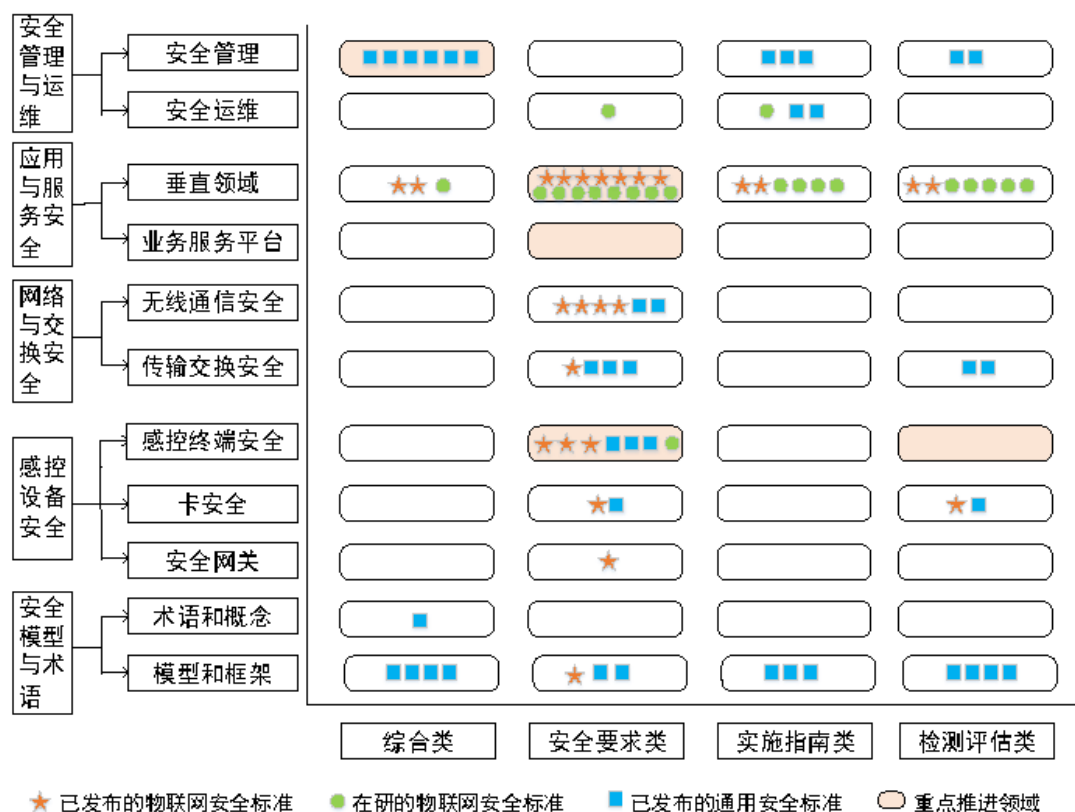 安全
管理
与运
维
安全管理
安全运维
应用
与服
务安
全
垂直领域
业务服务平台
网络
与交
换安
全
无线通信安全
传输交换安全
感控
设备
安全
感控终端安全
卡安全
安全网关
安全
模型
与术
语
术语和概念
模型和框架
综合类
安全要求类
实施指南类
检测评估类
已发布的物联网安全标准
在研的物联网安全标准
已发布的通用安全标准
重点推进领域